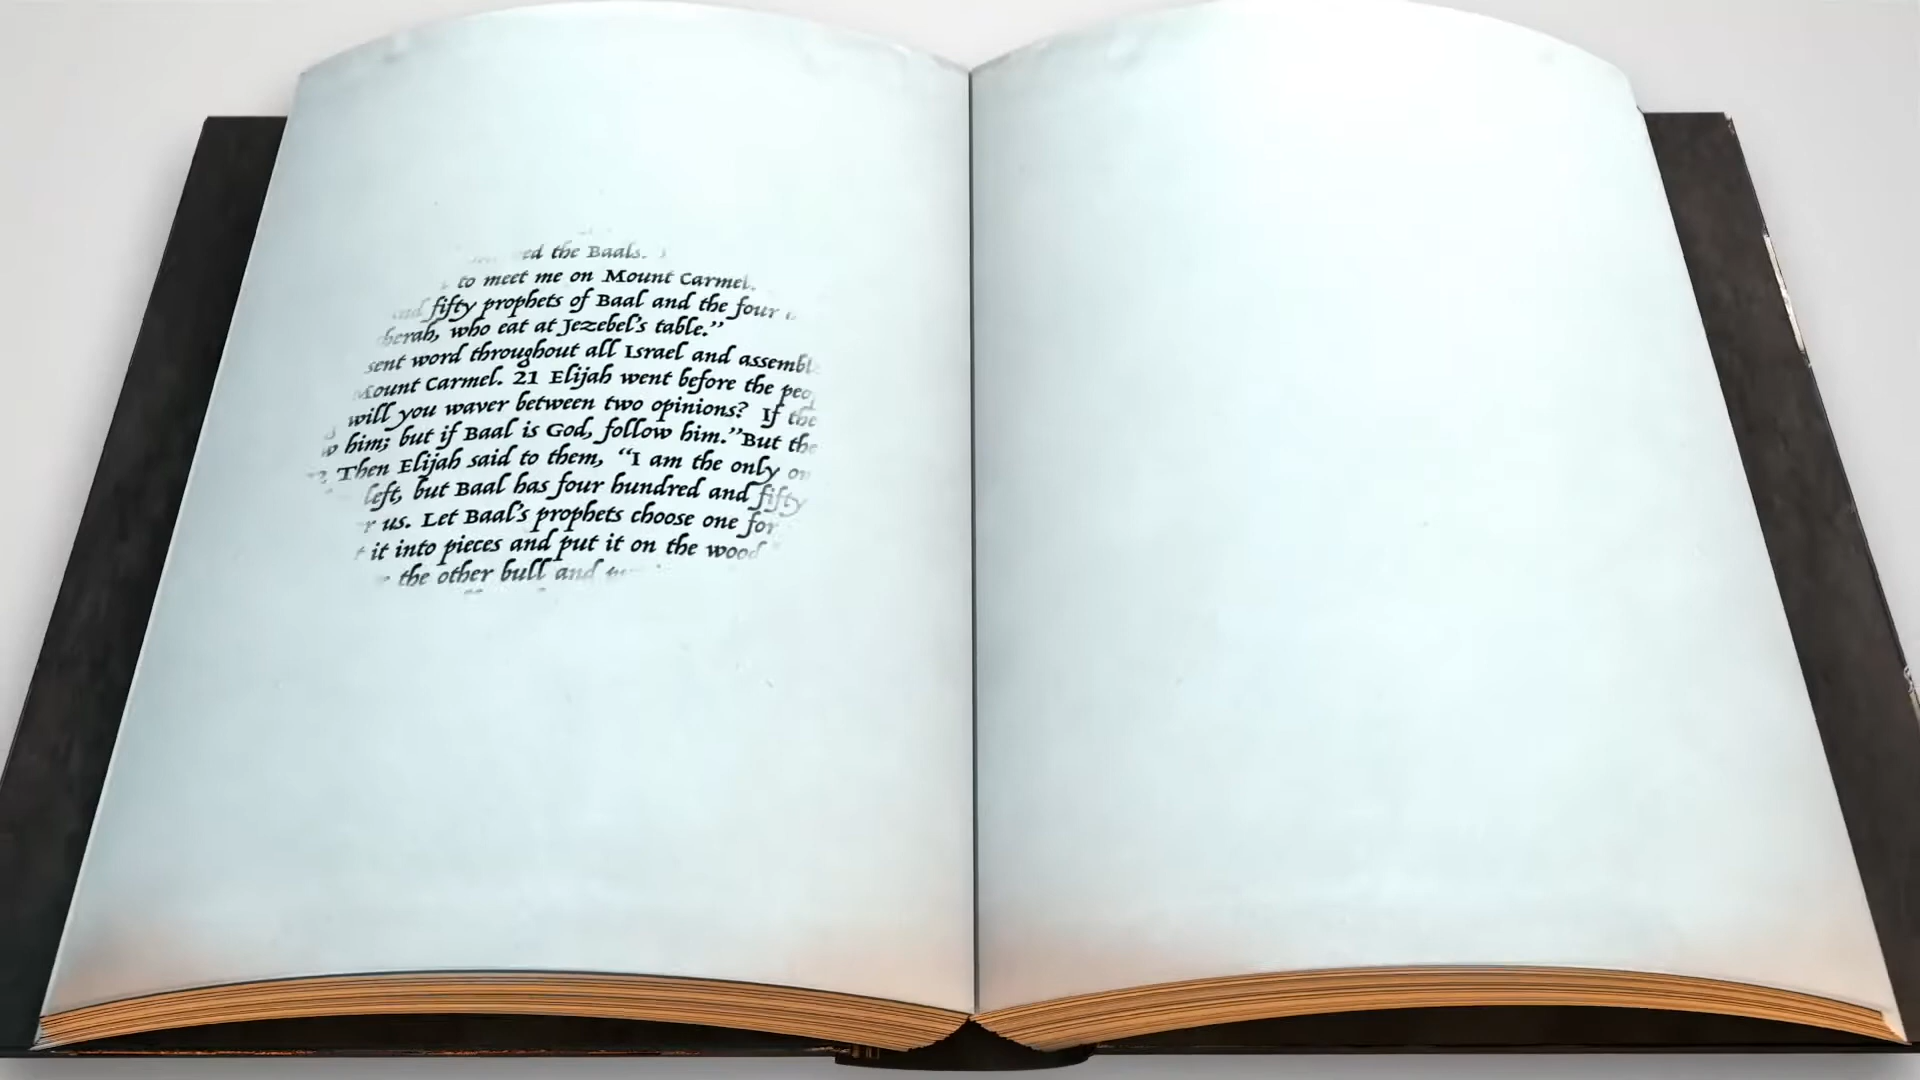 the Baals.
to meet me on Mount Carmel.
fifty prophets of Baal and the four
who eat at Jezebel's table.”
sent word throughout all Israel and
Mount Carmel. 21 Elijah went before the
will you waver between two opinions? If the
him; but if Baal is God, follow him.”But the
Then Elijah said to them, “I am the only
left, but Baal has four hundred and fifty
us. Let Baal's prophets choose one for
it into pieces and put it on the wood
the other bull and